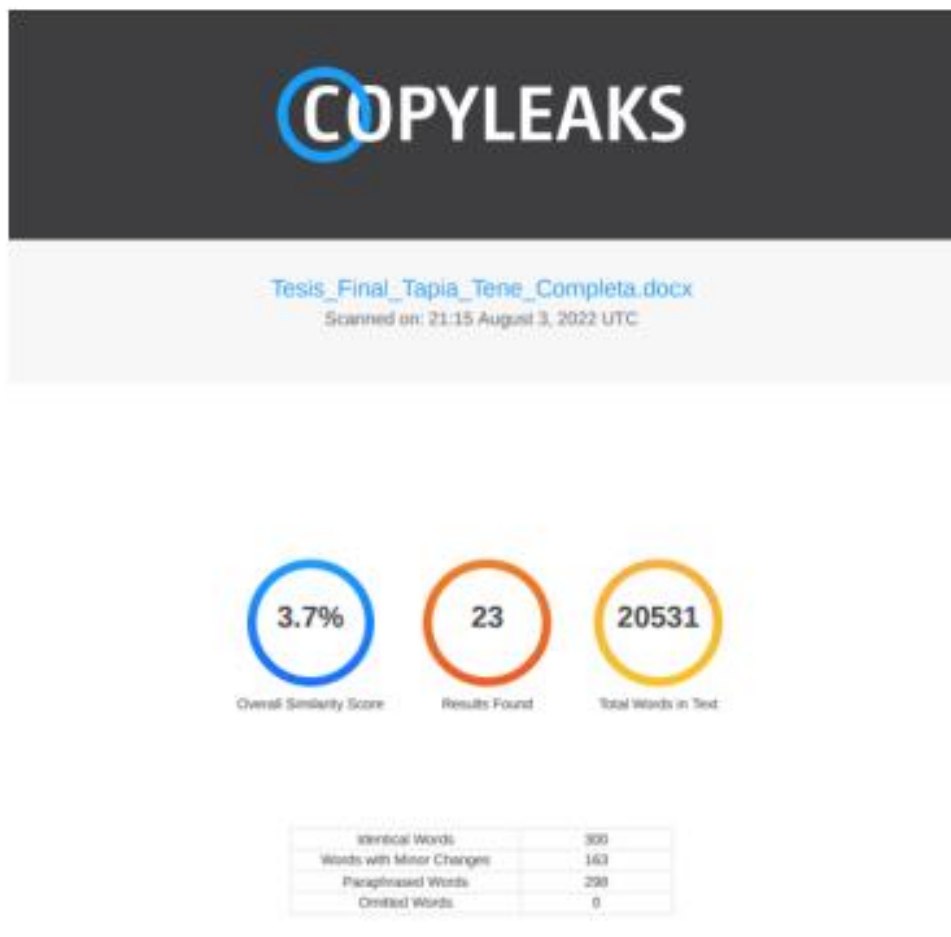 COPYLEAKS
Tesis_Final_Tapia_Tene_Completa.docx
Scanned on: 21:15 August 3, 2022 UTC
3.7% 23 20531
Overall Similarity Score Results Found Total Words in Text
Identical Words 300
Words with Minor Changes 163
Paraphrased Words 298
Omitted Words 0